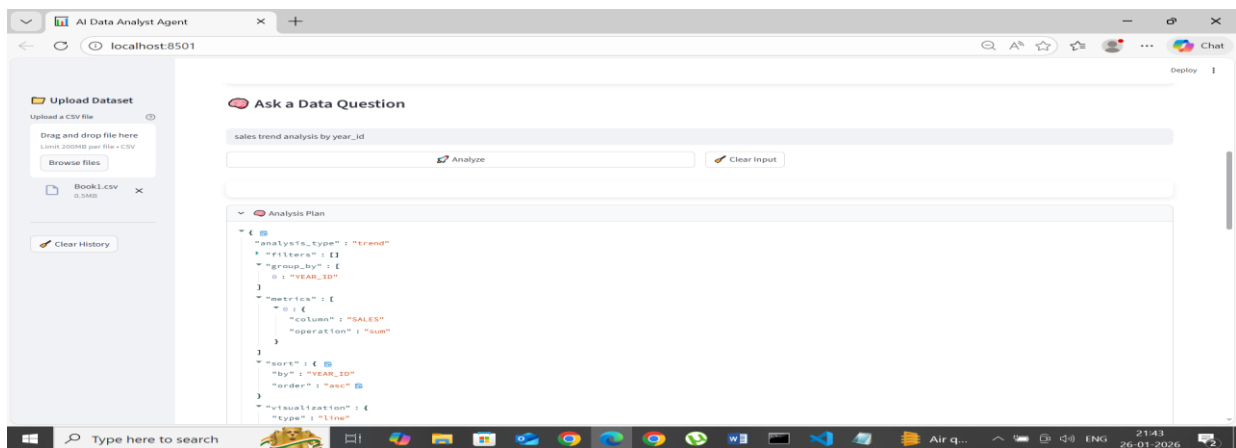 AI Data Analyst Agent
localhost:8501
Chat
Deploy
Upload Dataset
Upload a CSV file
Drag and drop file here
Limit 200MB per file • CSV
Browse files
Book1.csv
0.5MB
Clear History
Ask a Data Question
sales trend analysis by year_id
Analyze
Clear Input
Analysis Plan
{
"analysis_type" : "trend"
"filters" : []
"group_by" : [
0 : "YEAR_ID"
]
"metrics" : [
0 : {
"column" : "SALES"
"operation" : "sum"
}
]
"sort" : {
"by" : "YEAR_ID"
"order" : "asc"
}
"visualization" : {
"type" : "line"
Type here to search
Air q...
ENG
21:43
26-01-2026
2